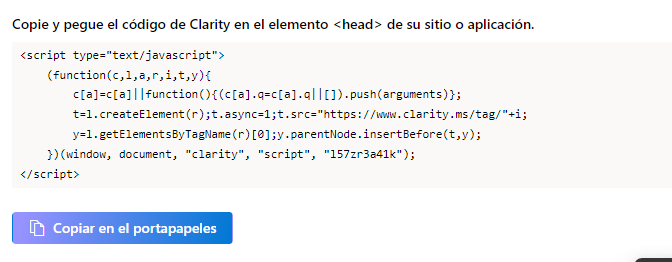 Copie y pegue el código de Clarity en el elemento <head> de su sitio o aplicación.
<script type="text/javascript">
    (function(c,l,a,r,i,t,y){
        c[a]=c[a]||function(){(c[a].q=c[a].q||[]).push(arguments)};
        t=l.createElement(r);t.async=1;t.src="https://www.clarity.ms/tag/"+i;
        y=l.getElementsByTagName(r)[0];y.parentNode.insertBefore(t,y);
    })(window, document, "clarity", "script", "l57zr3a41k");
</script>
Copiar en el portapapeles